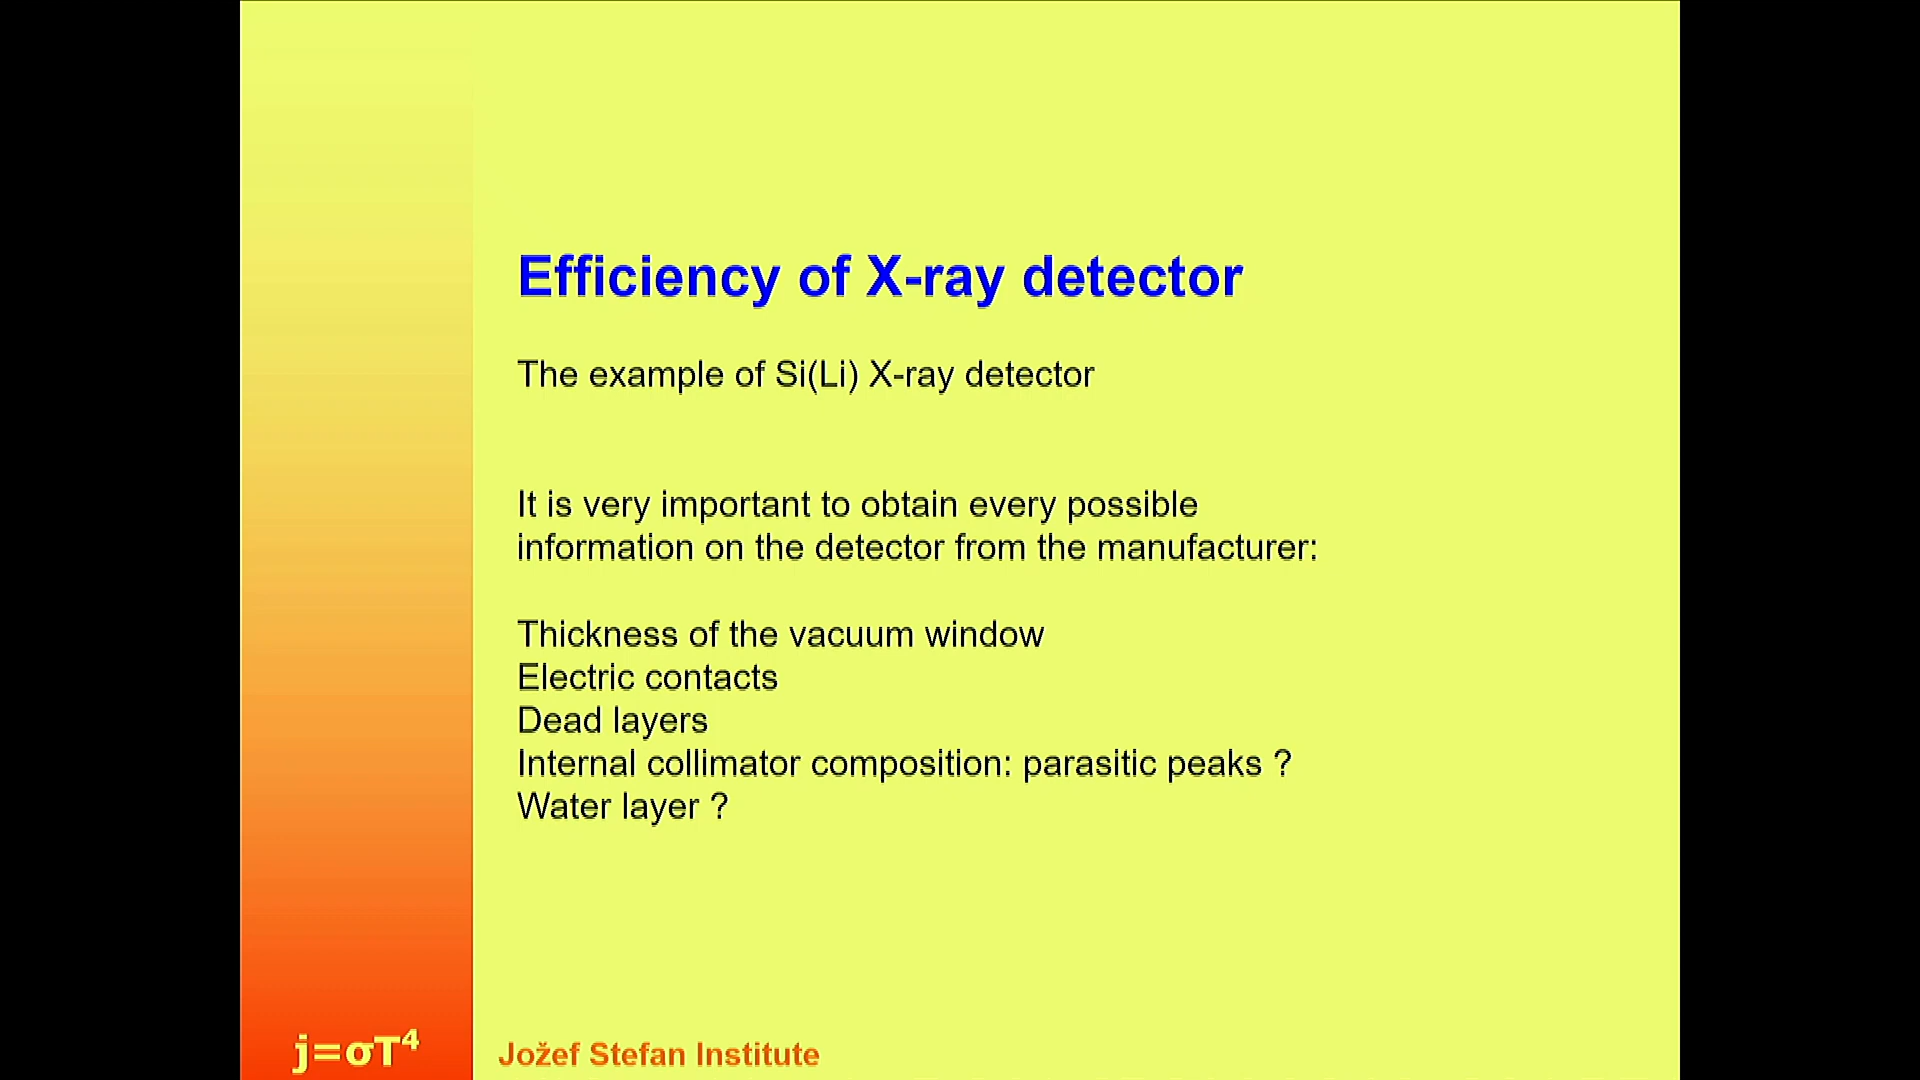 Efficiency of X-ray detector
The example of Si(Li) X-ray detector
It is very important to obtain every possible
information on the detector from the manufacturer:
Thickness of the vacuum window
Electric contacts
Dead layers
Internal collimator composition: parasitic peaks ?
Water layer ?
j=σT⁴
Jožef Stefan Institute